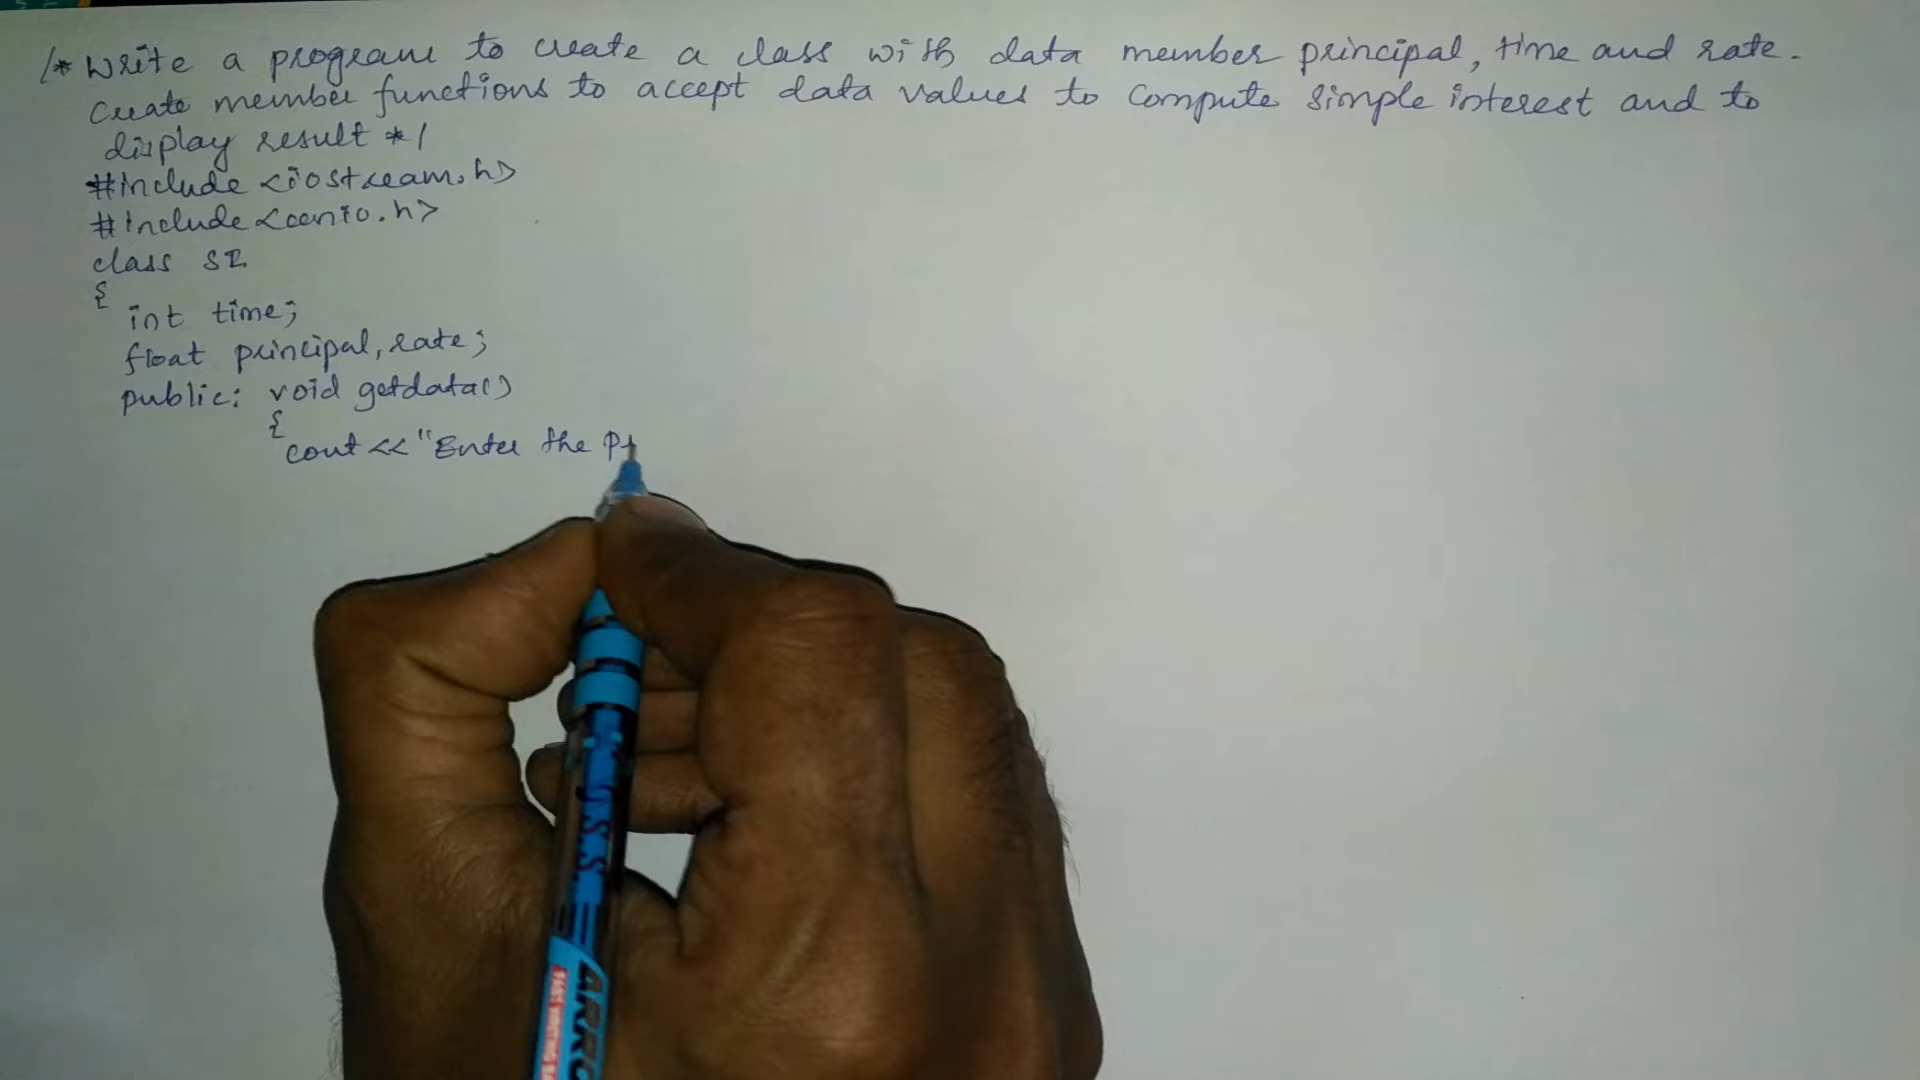 /* Write a program to create a class with data member principal, time and rate.
Create member functions to accept data values to compute simple interest and to
display result */
#include <iostream.h>
#include <conio.h>
class SI
{
int time;
float principal, rate;
public: void getdata()
{
cout << "Enter the Pr